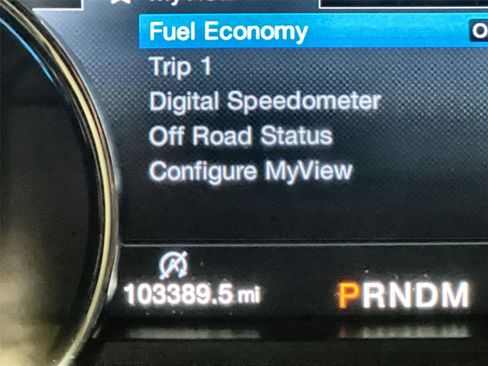 Fuel Economy
Trip 1
Digital Speedometer
Off Road Status
Configure MyView
103389.5 mi
PRNDM